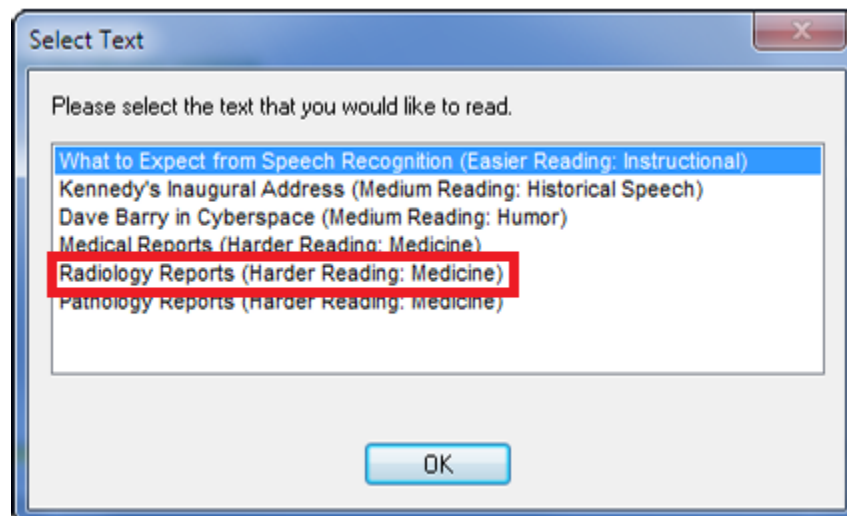 Select Text
Please select the text that you would like to read.
What to Expect from Speech Recognition (Easier Reading: Instructional)
Kennedy's Inaugural Address (Medium Reading: Historical Speech)
Dave Barry in Cyberspace (Medium Reading: Humor)
Medical Reports (Harder Reading: Medicine)
Radiology Reports (Harder Reading: Medicine)
Pathology Reports (Harder Reading: Medicine)
OK